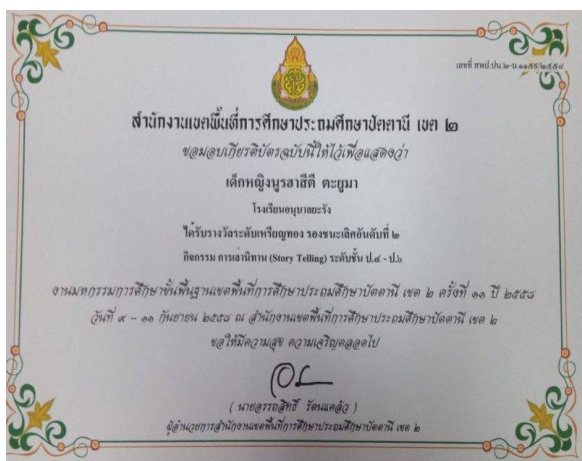 เลขที่ สพป.ปน.๒-น.๑๑๕๕/๒๕๕๘
สำนักงานเขตพื้นที่การศึกษาประถมศึกษาปัตตานี เขต ๒
ขอมอบเกียรติบัตรฉบับนี้ให้ไว้เพื่อแสดงว่า
เด็กหญิงนูรฮาสีตี ตะยูมา
โรงเรียนอนุบาลยะรัง
ได้รับรางวัลระดับเหรียญทอง รองชนะเลิศอันดับที่ ๒
กิจกรรม การเล่านิทาน (Story Telling) ระดับชั้น ป.๔ - ป.๖
งานมหกรรมการศึกษาขั้นพื้นฐานเขตพื้นที่การศึกษาประถมศึกษาปัตตานี เขต ๒ ครั้งที่ ๑๑ ปี ๒๕๕๘
วันที่ ๙ - ๑๑ กันยายน ๒๕๕๘ ณ สำนักงานเขตพื้นที่การศึกษาประถมศึกษาปัตตานี เขต ๒
ขอให้มีความสุข ความเจริญตลอดไป
( นายอรรถสิทธิ์ รัตนแคล้ว )
ผู้อำนวยการสำนักงานเขตพื้นที่การศึกษาประถมศึกษาปัตตานี เขต ๒